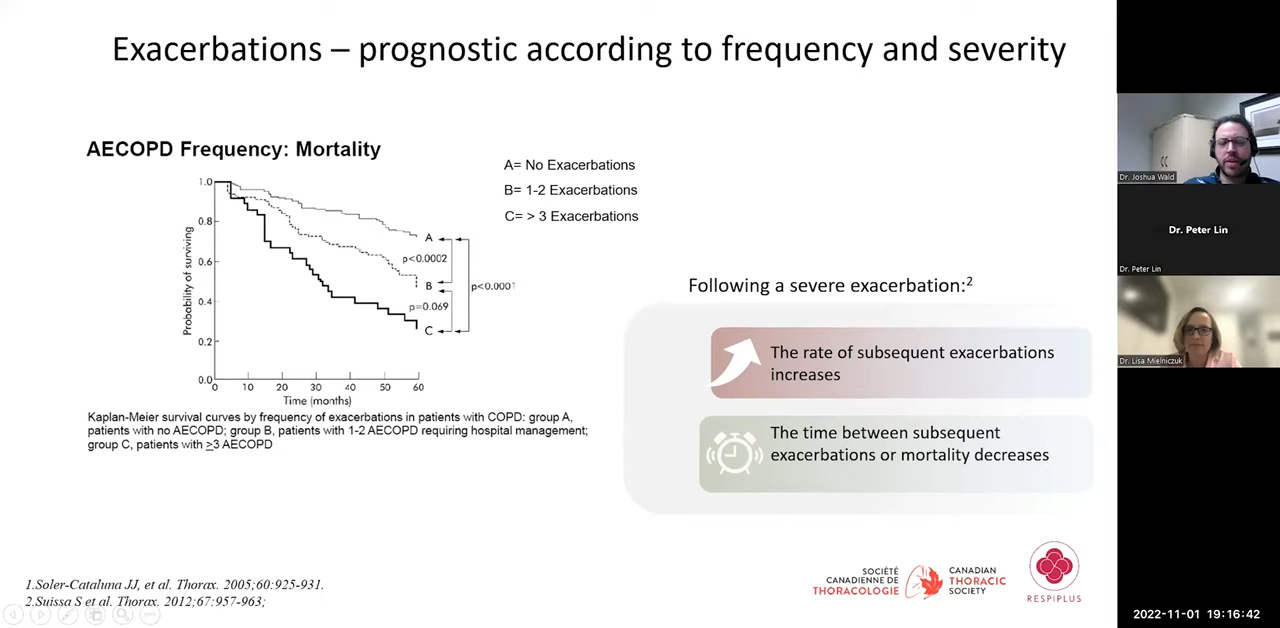 Exacerbations – prognostic according to frequency and severity
AECOPD Frequency: Mortality
A= No Exacerbations
B= 1-2 Exacerbations
C= > 3 Exacerbations
Probability of surviving
1.0
0.8
0.6
0.4
0.2
0.0
0 10 20 30 40 50 60
Time (months)
A
p<0.0002
B
p<0.0001
p=0.069
C
Kaplan-Meier survival curves by frequency of exacerbations in patients with COPD: group A,
patients with no AECOPD; group B, patients with 1-2 AECOPD requiring hospital management;
group C, patients with ≥3 AECOPD
Following a severe exacerbation:2
The rate of subsequent exacerbations
increases
The time between subsequent
exacerbations or mortality decreases
1.Soler-Cataluna JJ, et al. Thorax. 2005;60:925-931.
2.Suissa S et al. Thorax. 2012;67:957-963;
SOCIÉTÉ
CANADIENNE DE
THORACOLOGIE
CANADIAN
THORACIC
SOCIETY
RESPIPLUS
Dr. Joshua Wald
Dr. Peter Lin
Dr. Peter Lin
Dr. Lisa Mielniczuk
2022-11-01 19:16:42